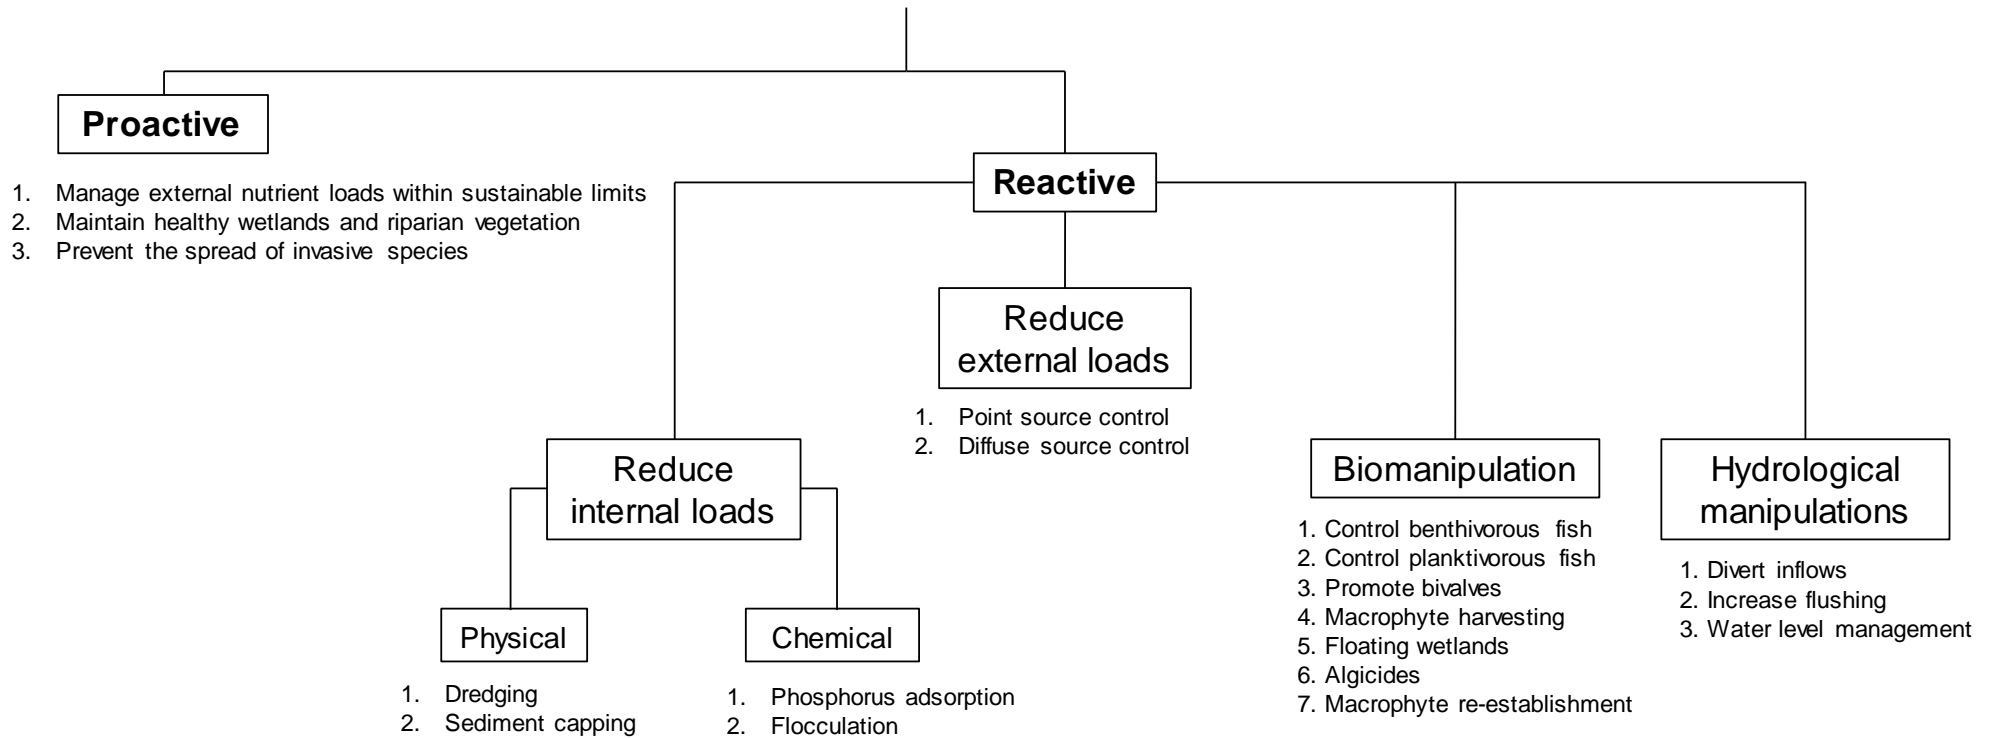 Proactive
1. Manage external nutrient loads within sustainable limits
2. Maintain healthy wetlands and riparian vegetation
3. Prevent the spread of invasive species
Reactive
Reduce
external loads
1. Point source control
2. Diffuse source control
Reduce
internal loads
Physical
1. Dredging
2. Sediment capping
Chemical
1. Phosphorus adsorption
2. Flocculation
Biomanipulation
1. Control benthivorous fish
2. Control planktivorous fish
3. Promote bivalves
4. Macrophyte harvesting
5. Floating wetlands
6. Algicides
7. Macrophyte re-establishment
Hydrological
manipulations
1. Divert inflows
2. Increase flushing
3. Water level management